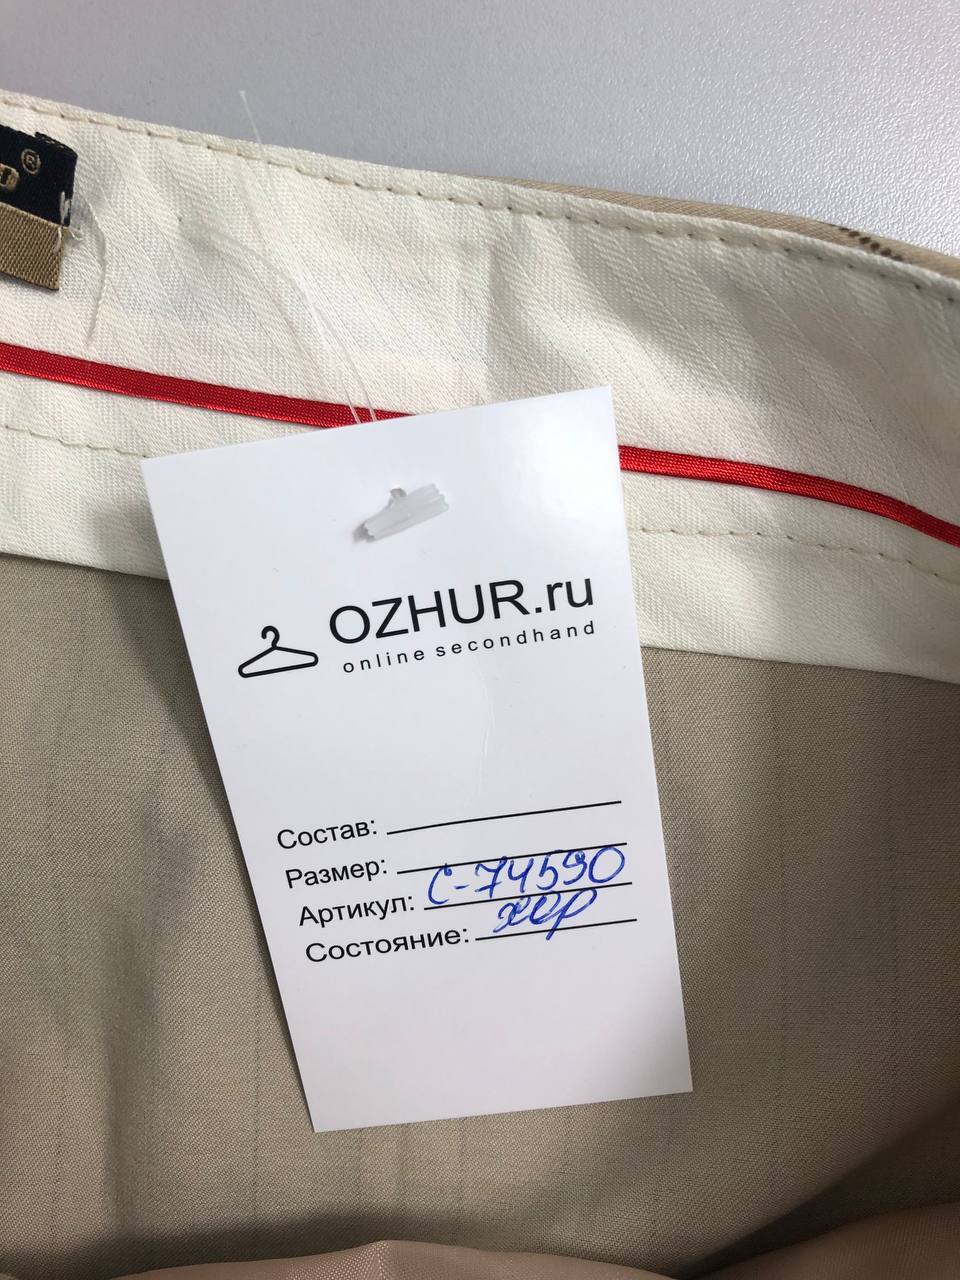 ®
OZHUR.ru
online secondhand
Состав:
Размер:
Артикул: С-74590
Состояние: хор